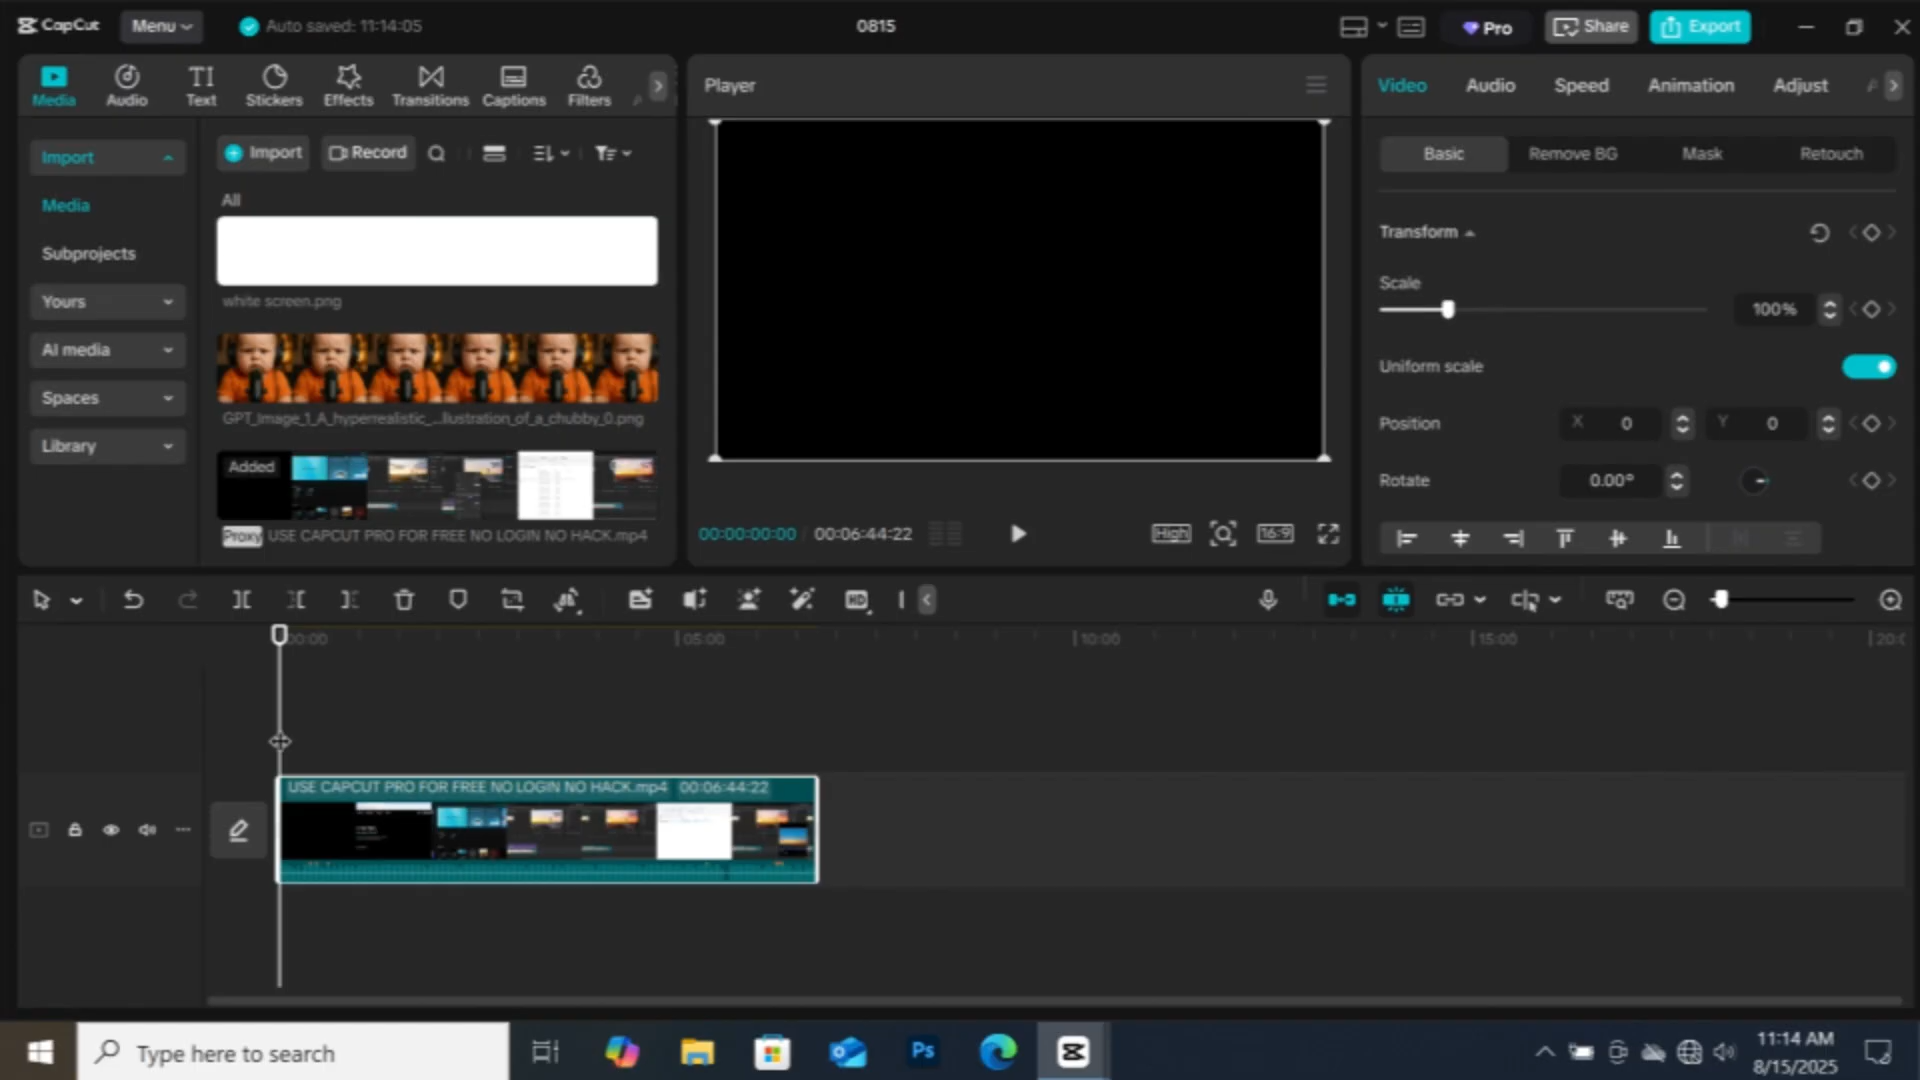 CapCut Menu Auto saved: 11:14:05 0815 Pro Share Export
Media Audio Text Stickers Effects Transitions Captions Filters
Player
Video Audio Speed Animation Adjust
Import
Media
Subprojects
Yours
AI media
Spaces
Library
Import Record
All
white screen.png
GPT_Image_1_A_hyperrealistic_...llustration_of_a_chubby_0.png
Added
Proxy USE CAPCUT PRO FOR FREE NO LOGIN NO HACK.mp4
00:00:00:00 / 00:06:44:22 High 16:9
Basic Remove BG Mask Retouch
Transform
Scale
100%
Uniform scale
Position X 0 Y 0
Rotate 0.00°
HD
00:00 05:00 10:00 15:00
USE CAPCUT PRO FOR FREE NO LOGIN NO HACK.mp4 00:06:44:22
Type here to search
Ps
11:14 AM
8/15/2025